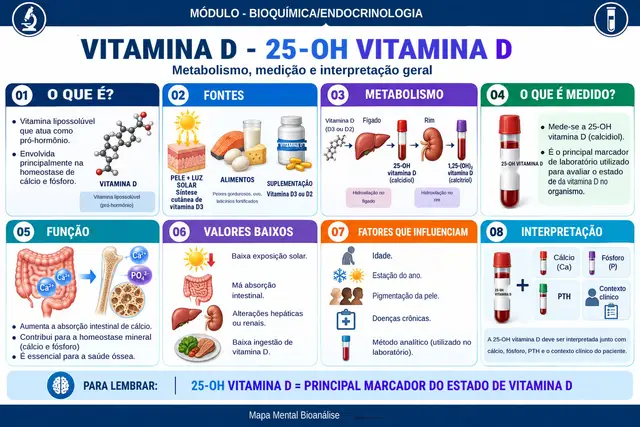 MÓDULO - BIOQUÍMICA/ENDOCRINOLOGIA
VITAMINA D - 25-OH VITAMINA D
Metabolismo, medição e interpretação geral
01 O QUE É?
• Vitamina lipossolúvel
que atua como
pró-hormônio.
• Envolvida
principalmente na
homeostase de
cálcio e fósforo.
VITAMINA D
Vitamina lipossolúvel
(pró-hormônio)
02 FONTES
PELE + LUZ
SOLAR
Síntese
cutânea de
vitamina D3
ALIMENTOS
Peixes gordurosos, ovo,
laticínios fortificados
SUPLEMENTAÇÃO
Vitamina D3 ou D2
03 METABOLISMO
Vitamina D
(D3 ou D2)
Fígado
25-OH
vitamina D
(calcidiol)
Rim
1,25-(OH)₂
vitamina D
(calcitriol)
Hidroxilação no
fígado
Hidroxilação no
rim
04 O QUE É MEDIDO?
25-OH VITAMINA D
• Mede-se a 25-OH
vitamina D (calcidiol).
• É o principal marcador
de laboratório utilizado
para avaliar o estado
de da vitamina D no
organismo.
05 FUNÇÃO
Ca²⁺
Ca²⁺
Ca²⁺
PO₄³⁻
• Aumenta a absorção intestinal de cálcio.
• Contribui para a homeostase mineral
(cálcio e fósforo)
• É essencial para a saúde óssea.
06 VALORES BAIXOS
Baixa exposição solar.
Má absorção
intestinal.
Alterações hepáticas
ou renais.
Baixa ingestão de
vitamina D.
07 FATORES QUE INFLUENCIAM
Idade.
Estação do ano.
Pigmentação da pele.
Doenças crônicas.
Método analítico (utilizado no
laboratório).
08 INTERPRETAÇÃO
25-OH
VITAMINA D
+
Cálcio
(Ca)
Fósforo
(P)
PTH
Contexto
clínico
A 25-OH vitamina D deve ser interpretada junto com
cálcio, fósforo, PTH e o contexto clínico do paciente.
PARA LEMBRAR:
25-OH VITAMINA D = PRINCIPAL MARCADOR DO ESTADO DE VITAMINA D
Mapa Mental Bioanálise